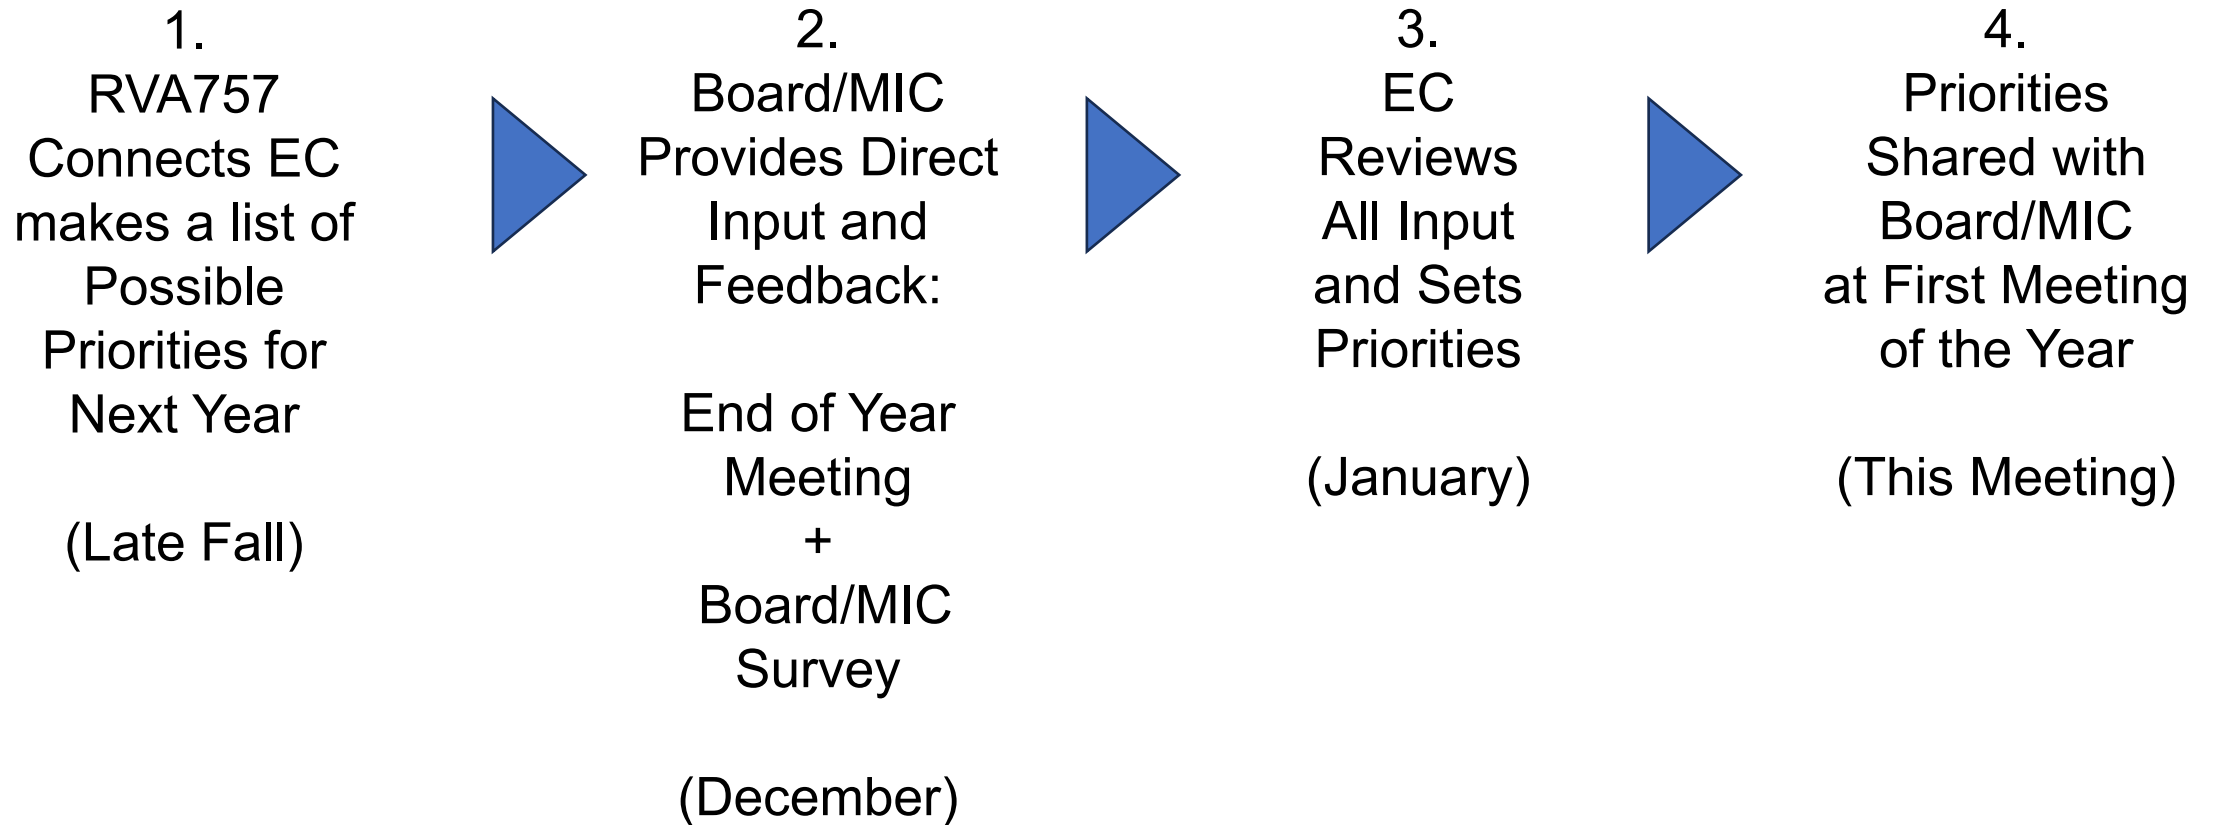 1.
RVA757
Connects EC
makes a list of
Possible
Priorities for
Next Year
(Late Fall)
2.
Board/MIC
Provides Direct
Input and
Feedback:
End of Year
Meeting
+
Board/MIC
Survey
(December)
3.
EC
Reviews
All Input
and Sets
Priorities
(January)
4.
Priorities
Shared with
Board/MIC
at First Meeting
of the Year
(This Meeting)